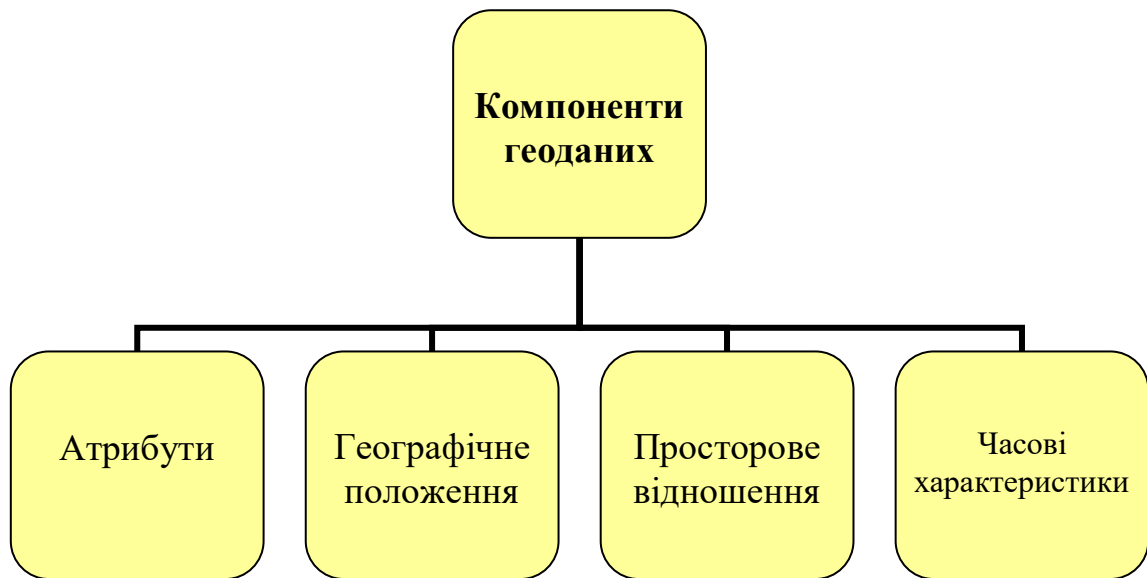 Компоненти
геоданих
Атрибути
Географічне
положення
Просторове
відношення
Часові
характеристики